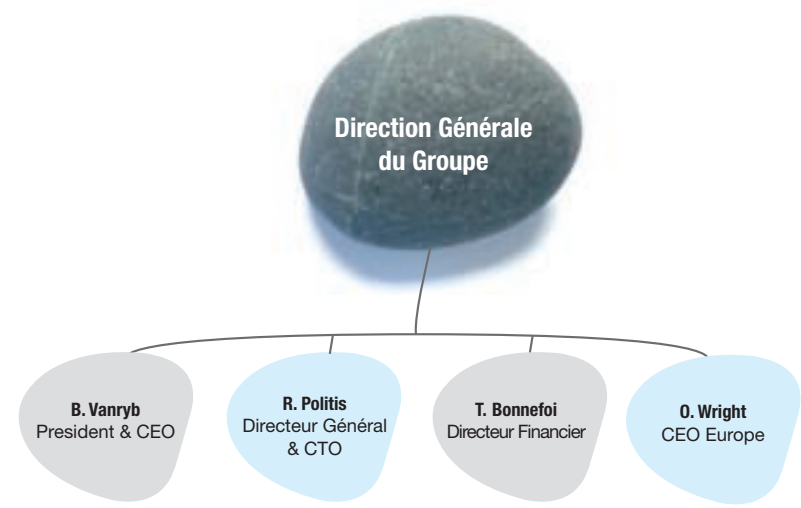 Direction Générale
du Groupe
B. Vanryb
President & CEO
R. Politis
Directeur Général
& CTO
T. Bonnefoi
Directeur Financier
O. Wright
CEO Europe